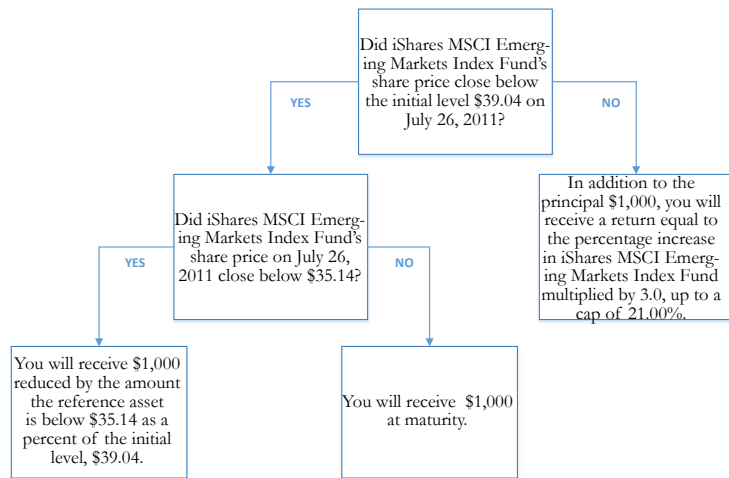 Did iShares MSCI Emerg-
ing Markets Index Fund's
share price close below
the initial level $39.04 on
July 26, 2011?
YES
NO
Did iShares MSCI Emerg-
ing Markets Index Fund's
share price on July 26,
2011 close below $35.14?
In addition to the
principal $1,000, you will
receive a return equal to
the percentage increase
in iShares MSCI Emerg-
ing Markets Index Fund
multiplied by 3.0, up to a
cap of 21.00%.
YES
NO
You will receive $1,000
reduced by the amount
the reference asset
is below $35.14 as a
percent of the initial
level, $39.04.
You will receive $1,000
at maturity.